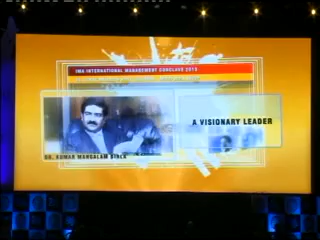 IMA INTERNATIONAL MANAGEMENT CONCLAVE 2010
A VISIONARY LEADER
DR. KUMAR MANGALAM BIRLA